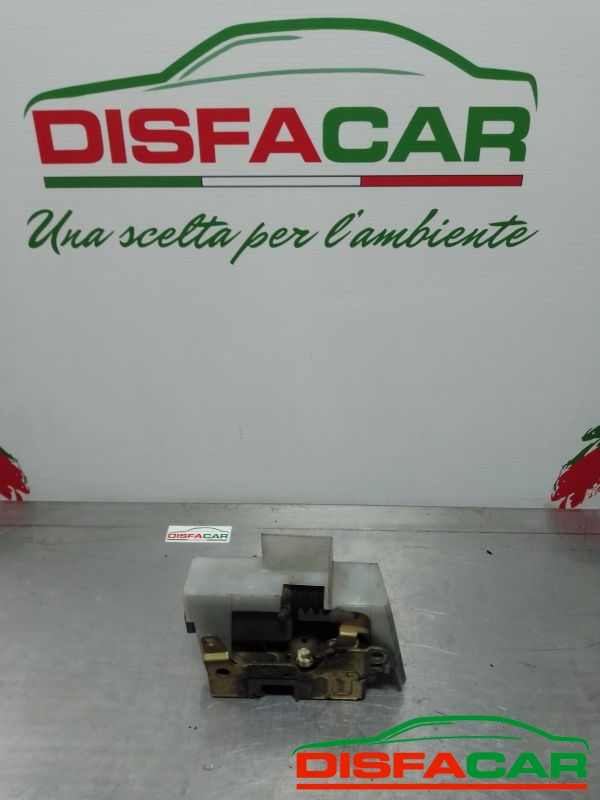 DISFACAR
Una scelta per l'ambiente
DISFACAR
DISFACAR